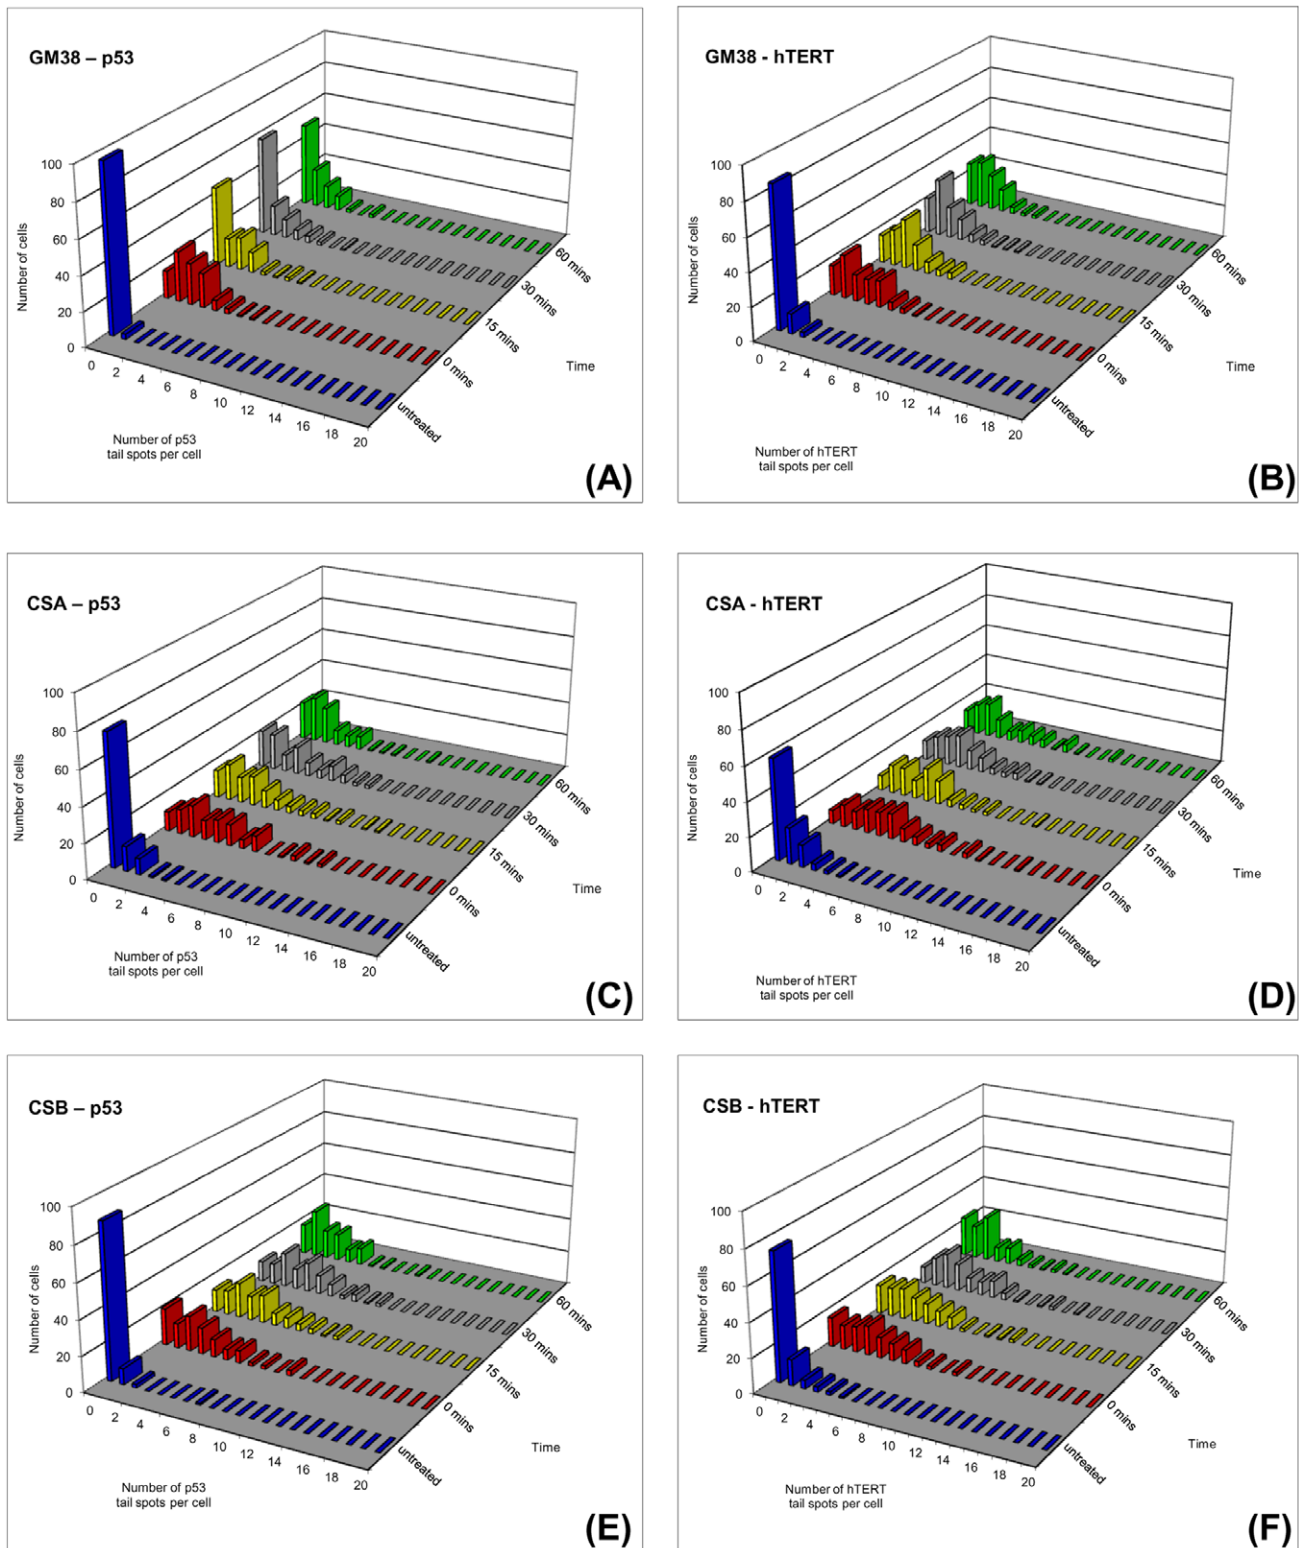 GM38 – p53
Number of cells
100
80
60
40
20
0
0
2
4
6
8
10
12
14
16
18
20
Number of p53
tail spots per cell
untreated
0 mins
15 mins
30 mins
60 mins
Time
(A)
GM38 - hTERT
Number of cells
100
80
60
40
20
0
0
2
4
6
8
10
12
14
16
18
20
Number of hTERT
tail spots per cell
untreated
0 mins
15 mins
30 mins
60 mins
Time
(B)
CSA – p53
Number of cells
100
80
60
40
20
0
0
2
4
6
8
10
12
14
16
18
20
Number of p53
tail spots per cell
untreated
0 mins
15 mins
30 mins
60 mins
Time
(C)
CSA - hTERT
Number of cells
100
80
60
40
20
0
0
2
4
6
8
10
12
14
16
18
20
Number of hTERT
tail spots per cell
untreated
0 mins
15 mins
30 mins
60 mins
Time
(D)
CSB – p53
Number of cells
100
80
60
40
20
0
0
2
4
6
8
10
12
14
16
18
20
Number of p53
tail spots per cell
untreated
0 mins
15 mins
30 mins
60 mins
Time
(E)
CSB - hTERT
Number of cells
100
80
60
40
20
0
0
2
4
6
8
10
12
14
16
18
20
Number of hTERT
tail spots per cell
untreated
0 mins
15 mins
30 mins
60 mins
Time
(F)